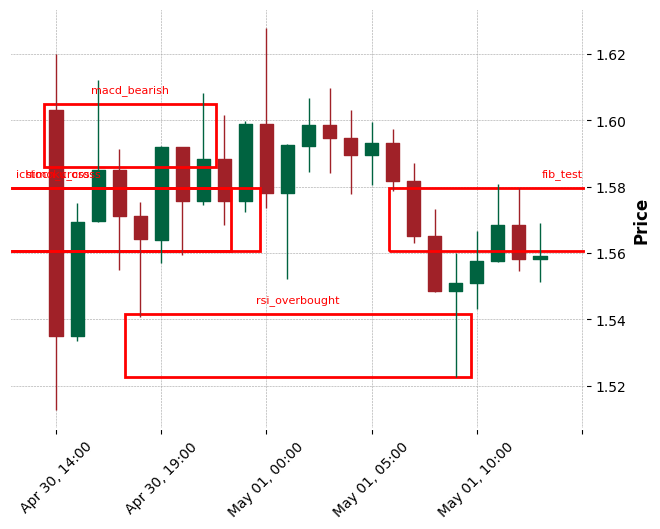 macd_bearish
fib_test
rsi_overbought
1.62
1.60
1.58
1.56
1.54
1.52
Price
Apr 30, 14:00
Apr 30, 19:00
May 01, 00:00
May 01, 05:00
May 01, 10:00